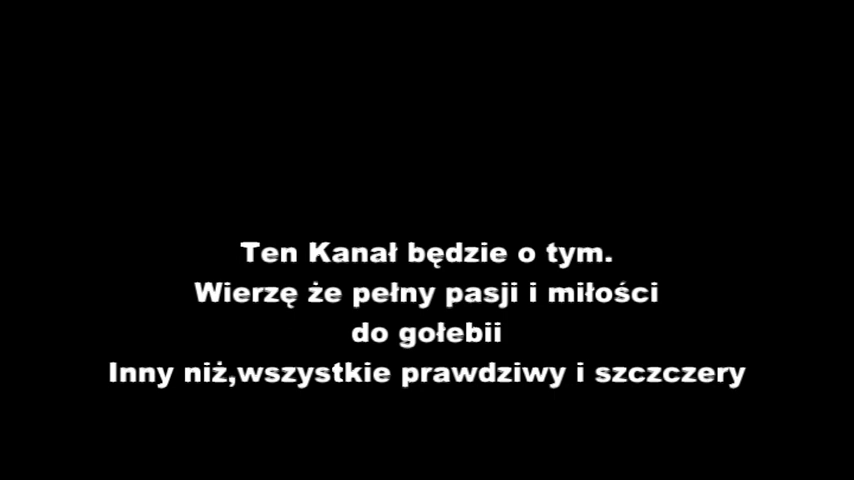 Ten Kanał będzie o tym.
Wierzę że pełny pasji i miłości
do gołebii
Inny niż,wszystkie prawdziwy i szczczery